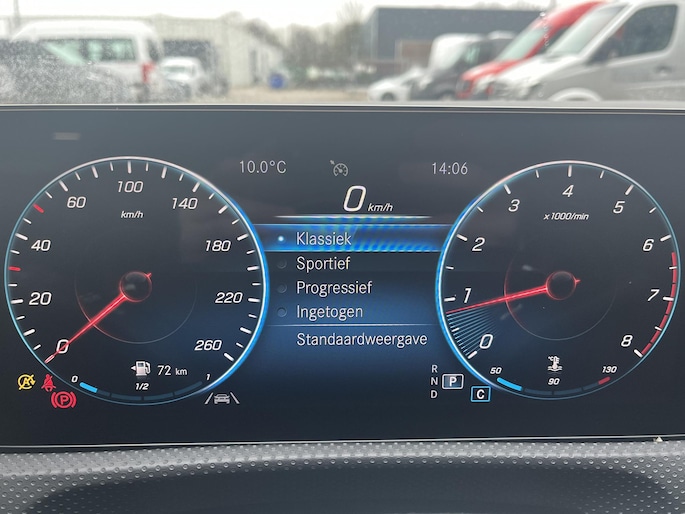 10.0°C 14:06
0 km/h
Klassiek
Sportief
Progressief
Ingetogen
Standaardweergave
0 20 40 60 100 140 180 220 260
km/h
72 km
0 1/2 1
0 1 2 3 4 5 6 7 8
x1000/min
50 90 130
R
N P
D C
A
P